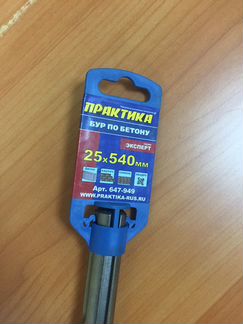 ПРАКТИКА
БУР ПО БЕТОНУ
ЭКСПЕРТ
25x540мм
Арт. 647-949
WWW.PRAKTIKA-RUS.RU